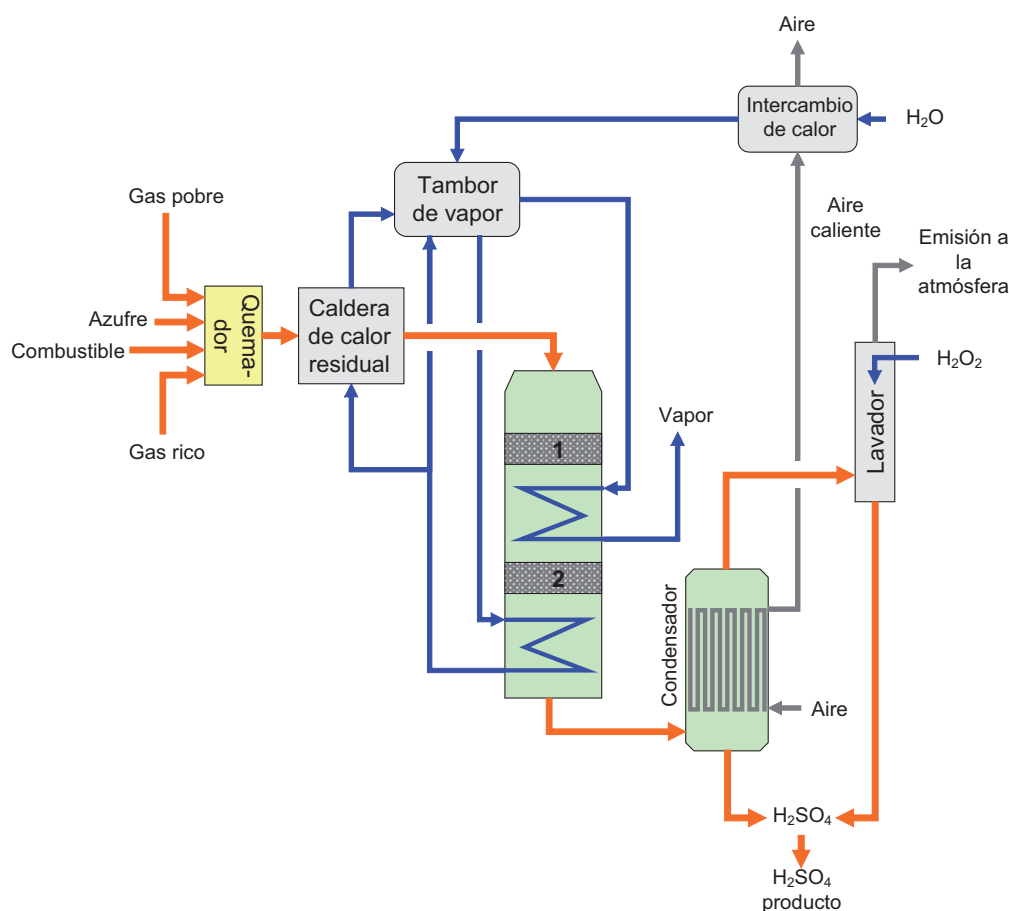 Aire
Intercambio
de calor
H₂O
Tambor
de vapor
Gas pobre
Aire
caliente
Emisión a
la
atmósfera
Azufre
Combustible
Quema-
dor
Caldera
de calor
residual
H₂O₂
Lavador
Gas rico
Vapor
1
2
Condensador
Aire
H₂SO₄
H₂SO₄
producto